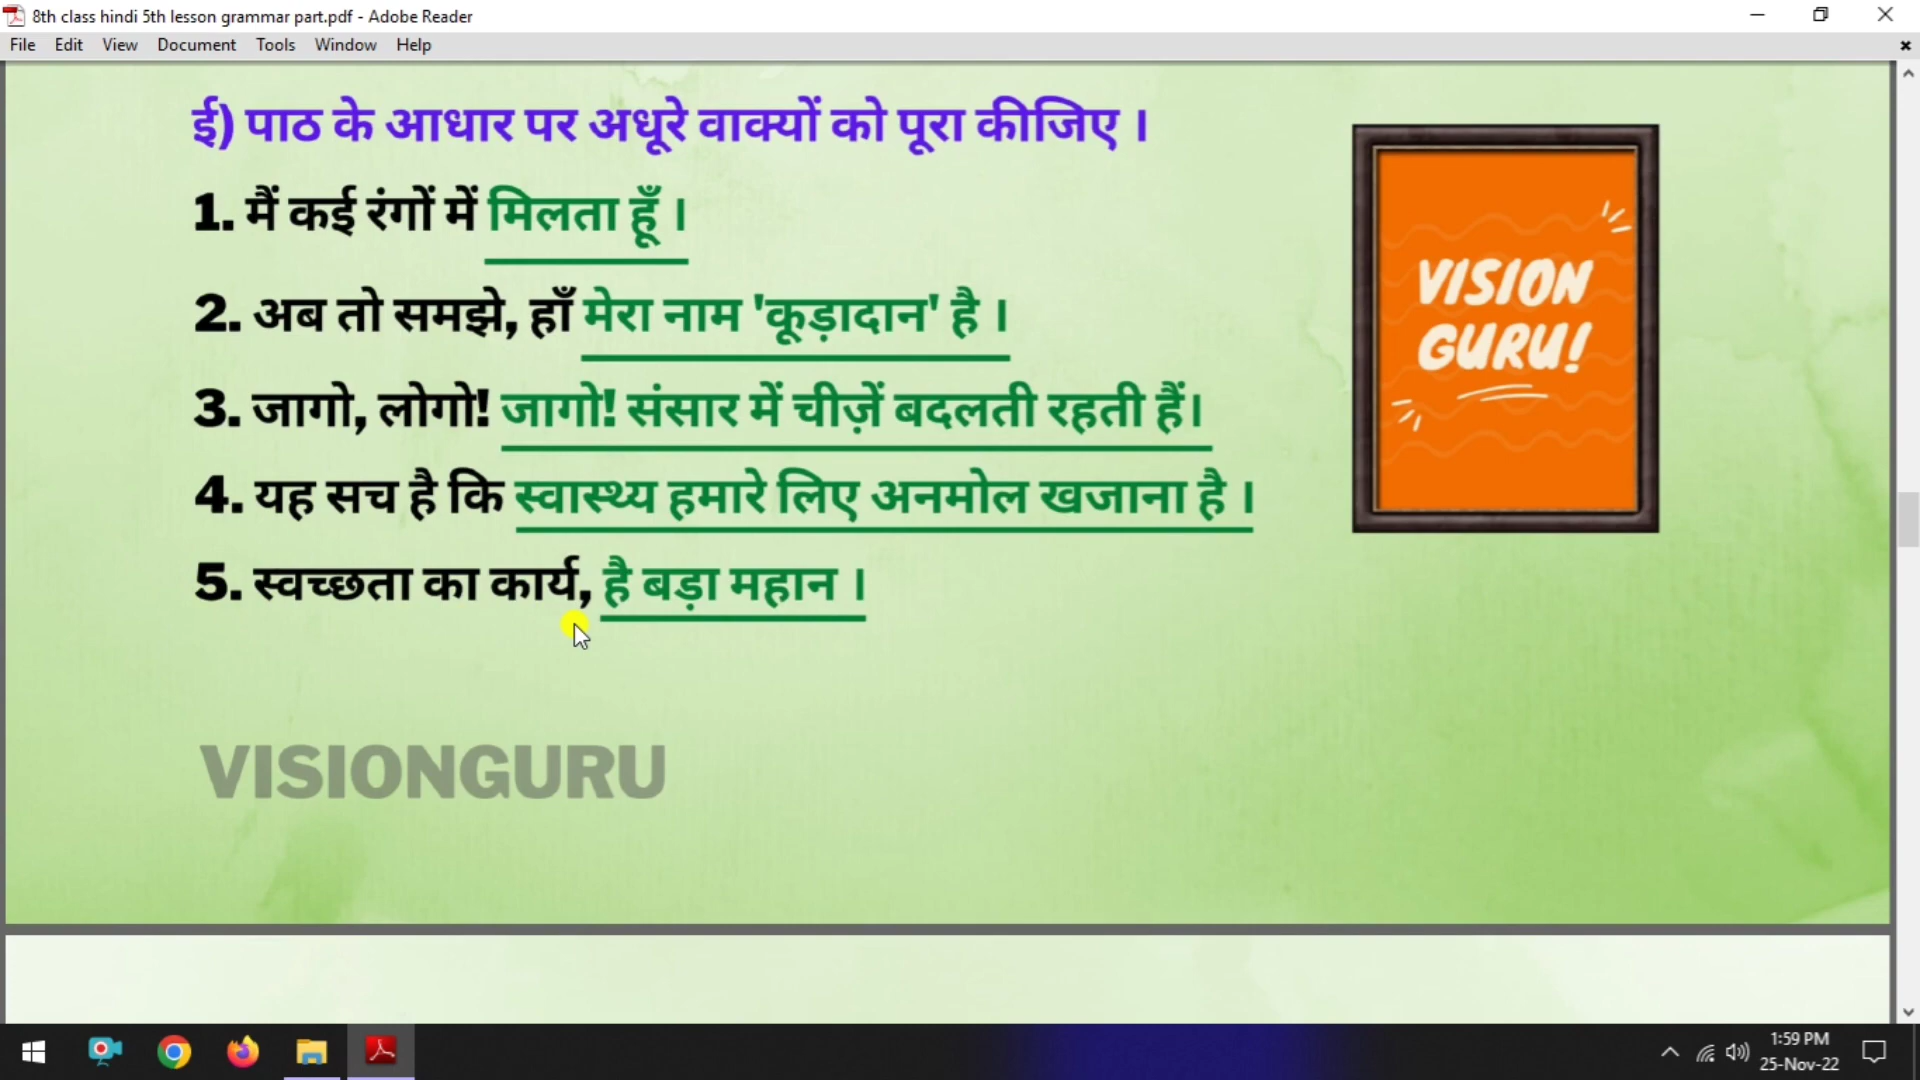 8th class hindi 5th lesson grammar part.pdf - Adobe Reader
File Edit View Document Tools Window Help
ई) पाठ के आधार पर अधूरे वाक्यों को पूरा कीजिए ।
1. मैं कई रंगों में मिलता हूँ ।
2. अब तो समझे, हाँ मेरा नाम 'कूड़ादान' है ।
3. जागो, लोगो! जागो! संसार में चीज़ें बदलती रहती हैं।
4. यह सच है कि स्वास्थ्य हमारे लिए अनमोल खजाना है ।
5. स्वच्छता का कार्य, है बड़ा महान ।
VISION
GURU!
VISIONGURU
1:59 PM
25-Nov-22